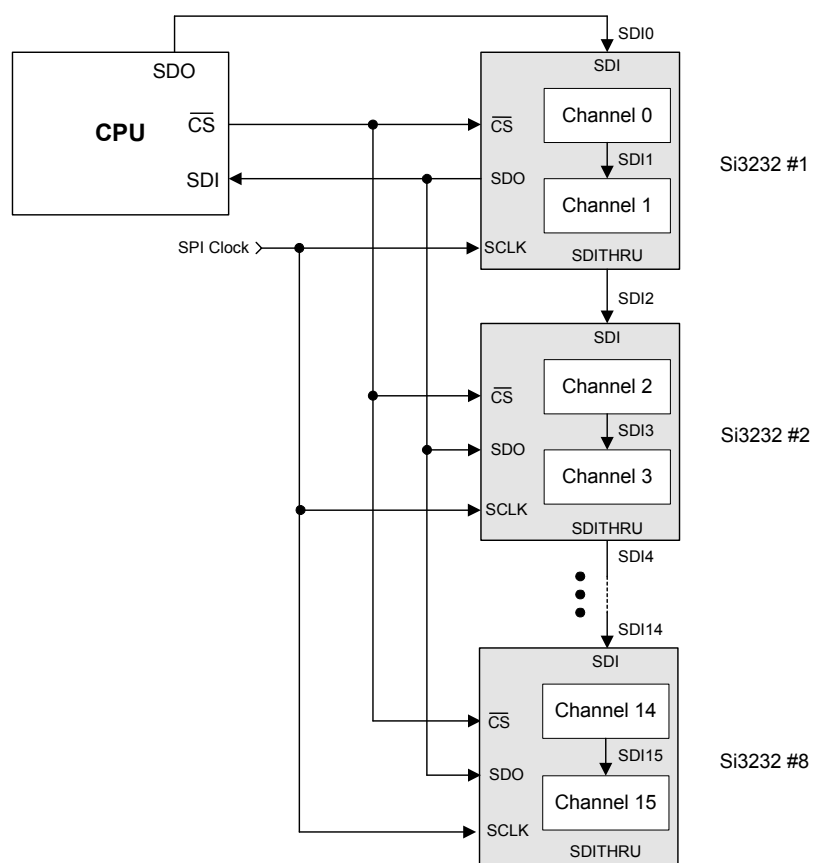 SDI0
SDO
SDI
CPU
CS
CS
Channel 0
SDI1
Si3232 #1
SDI
SDO
Channel 1
SPI Clock
SCLK
SDITHRU
SDI2
SDI
CS
Channel 2
SDI3
Si3232 #2
SDO
Channel 3
SCLK
SDITHRU
SDI4
SDI14
SDI
CS
Channel 14
SDI15
Si3232 #8
SDO
Channel 15
SCLK
SDITHRU